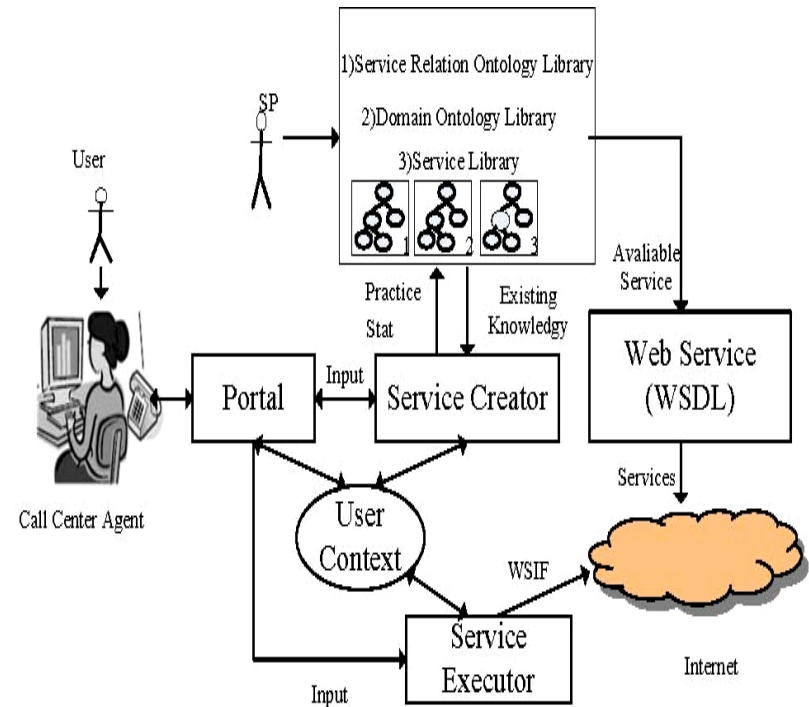 1)Service Relation Ontology Library
SP
2)Domain Ontology Library
3)Service Library
1
2
3
User
Avaliable
Service
Practice
Stat
Existing
Knowledgy
Web Service
(WSDL)
Portal
Input
Service Creator
Services
Call Center Agent
User
Context
WSIF
Service
Executor
Internet
Input